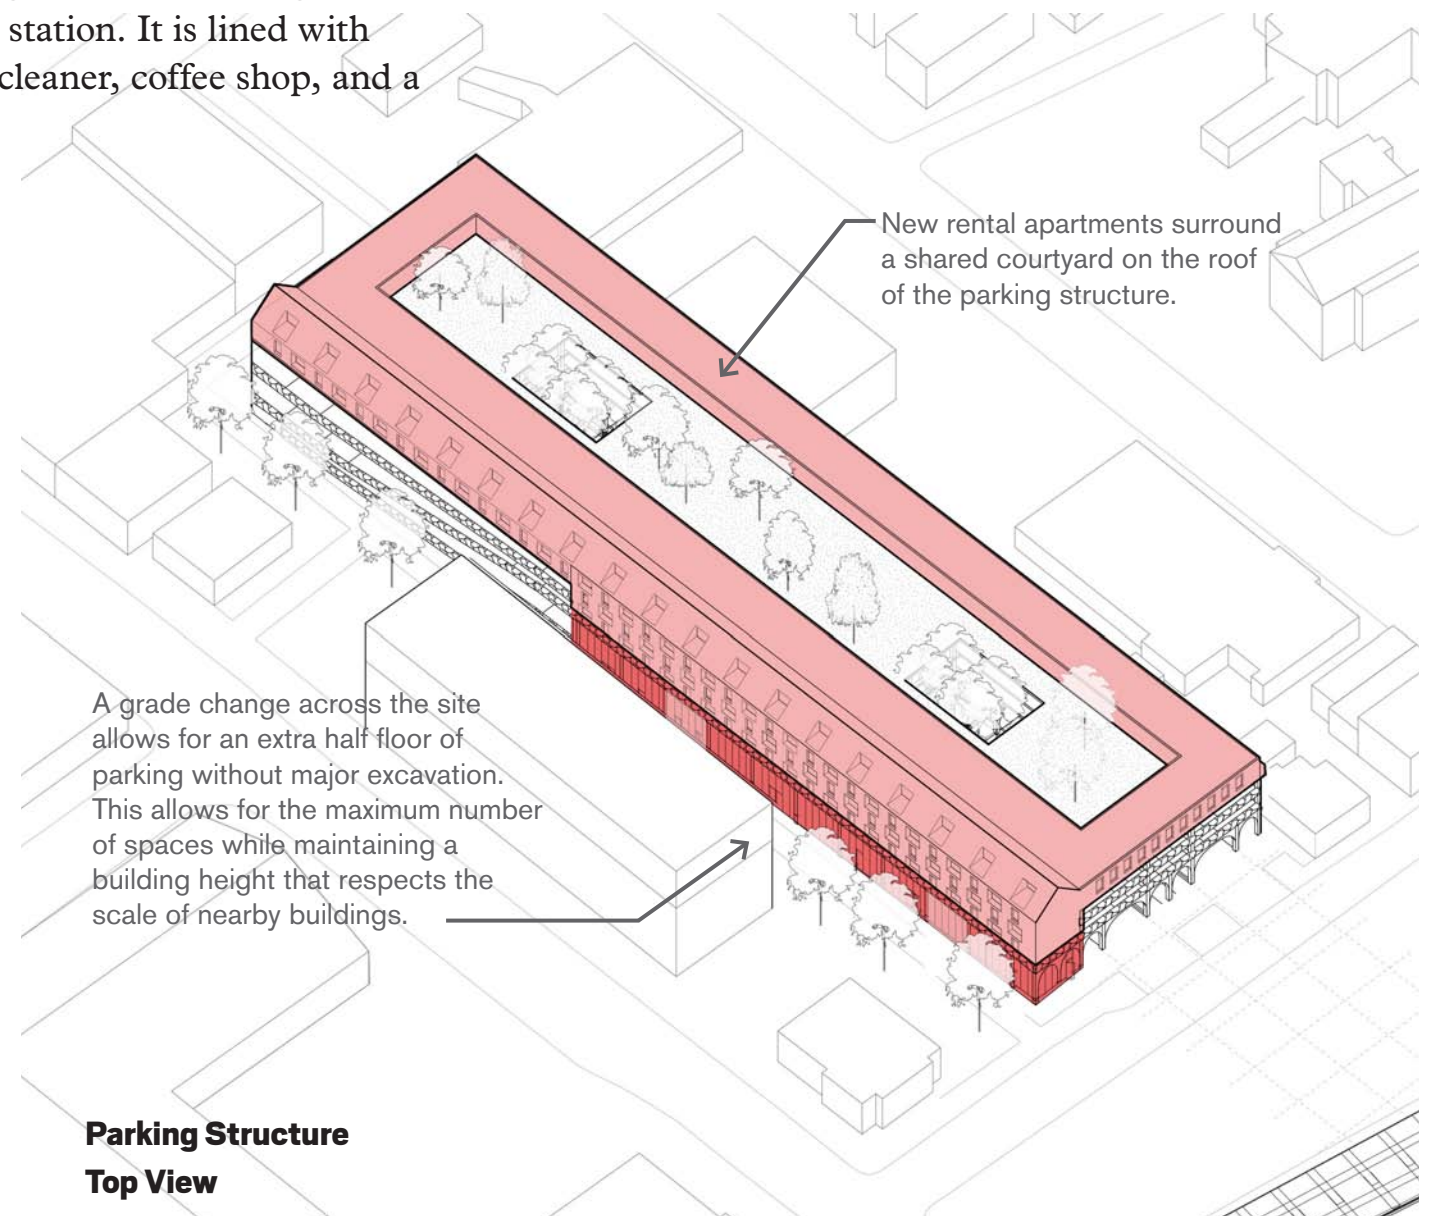 station. It is lined with
cleaner, coffee shop, and a
New rental apartments surround
a shared courtyard on the roof
of the parking structure.
A grade change across the site
allows for an extra half floor of
parking without major excavation.
This allows for the maximum number
of spaces while maintaining a
building height that respects the
scale of nearby buildings.
Parking Structure
Top View